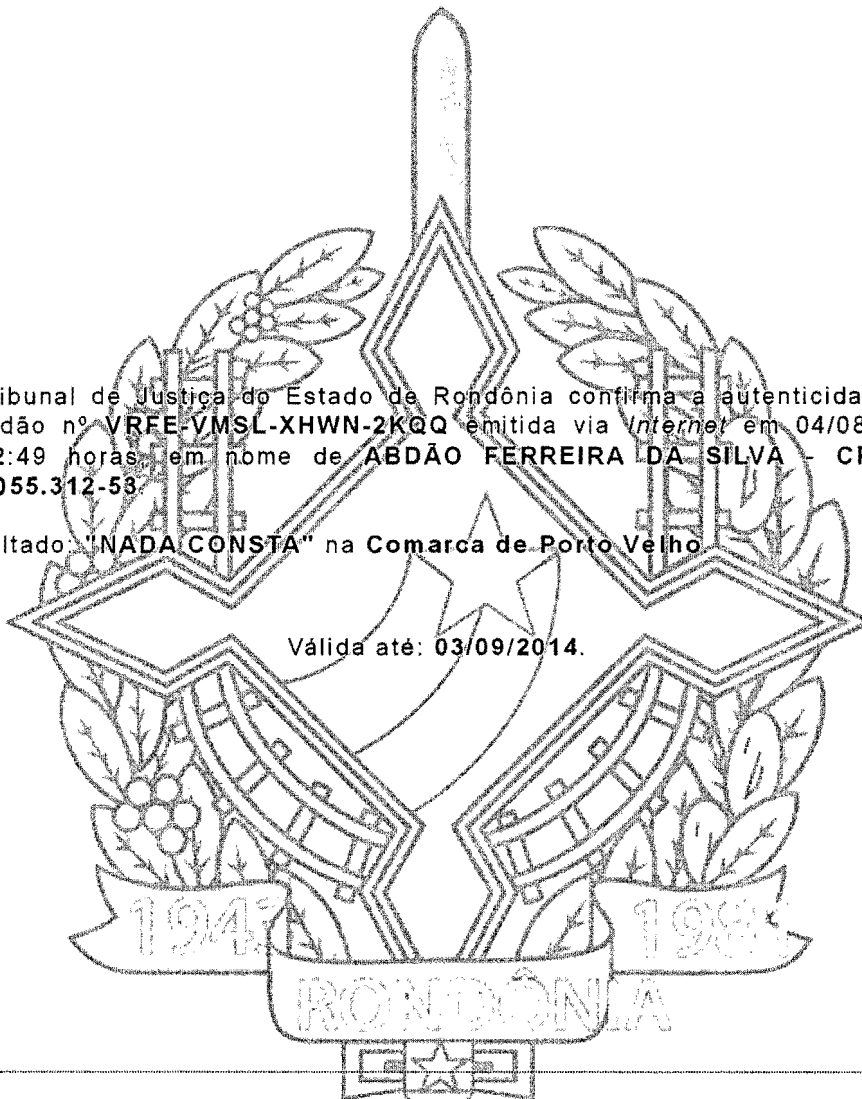 ibunal de Justiça do Estado de Rondônia confirma a autenticida
dão nº VRFE-VMSL-XHWN-2KQQ emitida via Internet em 04/08
2:49 horas, em nome de ABDÃO FERREIRA DA SILVA - CP
055.312-53.
ltado: "NADA CONSTA" na Comarca de Porto Velho.
Válida até: 03/09/2014.
1943
RONDÔNIA